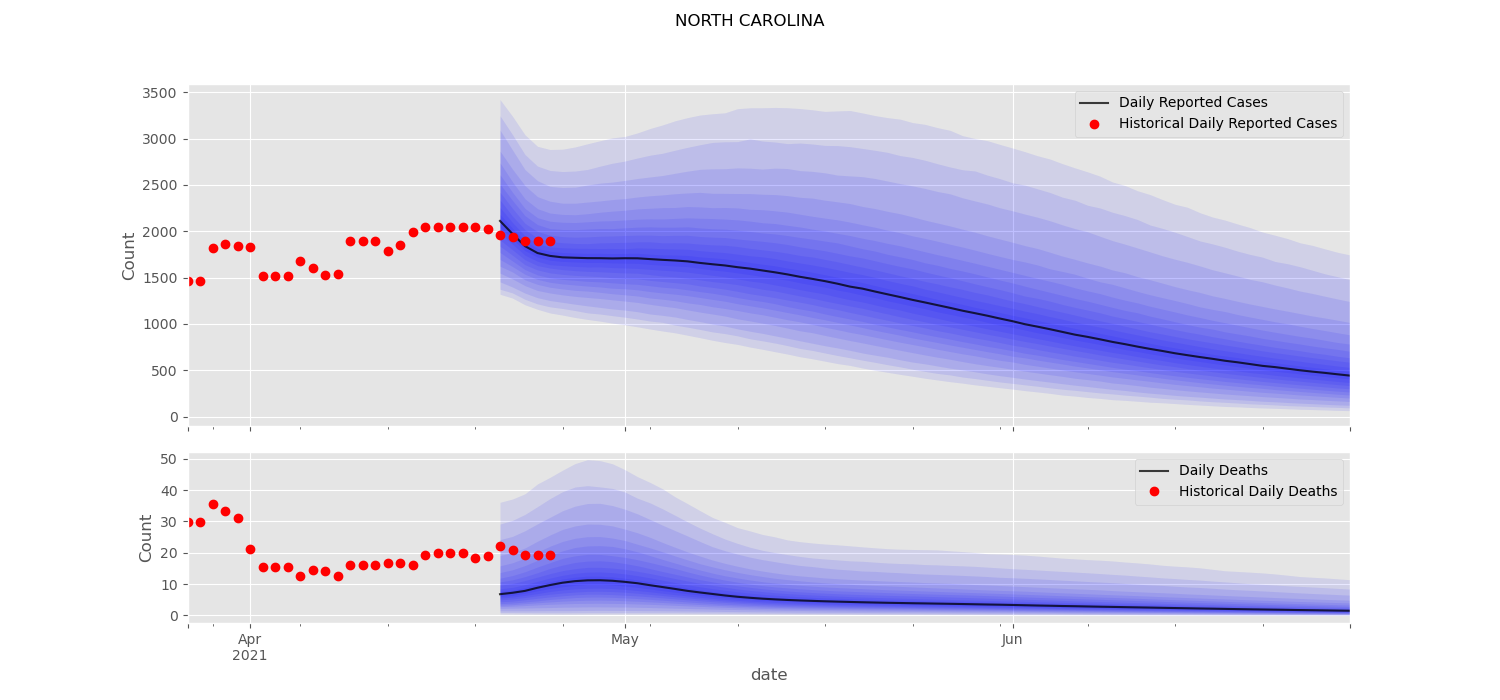 NORTH CAROLINA
3500
3000
2500
2000
1500
1000
500
0
Count
Daily Reported Cases
Historical Daily Reported Cases
50
40
30
20
10
0
Count
Daily Deaths
Historical Daily Deaths
Apr
2021
May
Jun
date